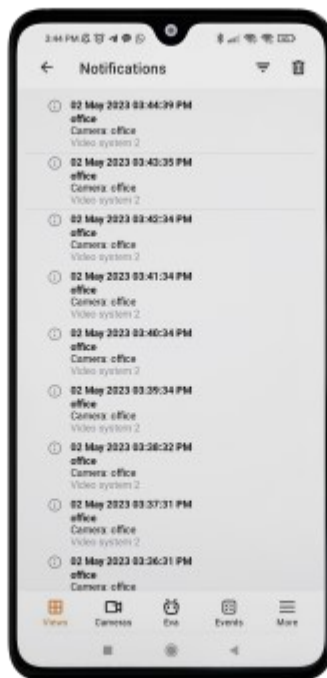 3:44 PM
Notifications
02 May 2023 03:44:39 PM
office
Camera: office
Video system 2
02 May 2023 03:43:35 PM
office
Camera: office
Video system 2
02 May 2023 03:42:34 PM
office
Camera: office
Video system 2
02 May 2023 03:41:34 PM
office
Camera: office
Video system 2
02 May 2023 03:40:34 PM
office
Camera: office
Video system 2
02 May 2023 03:39:34 PM
office
Camera: office
Video system 2
02 May 2023 03:38:32 PM
office
Camera: office
Video system 2
02 May 2023 03:37:31 PM
office
Camera: office
Video system 2
02 May 2023 03:36:31 PM
office
Camera: office
Views Cameras Eva Events More